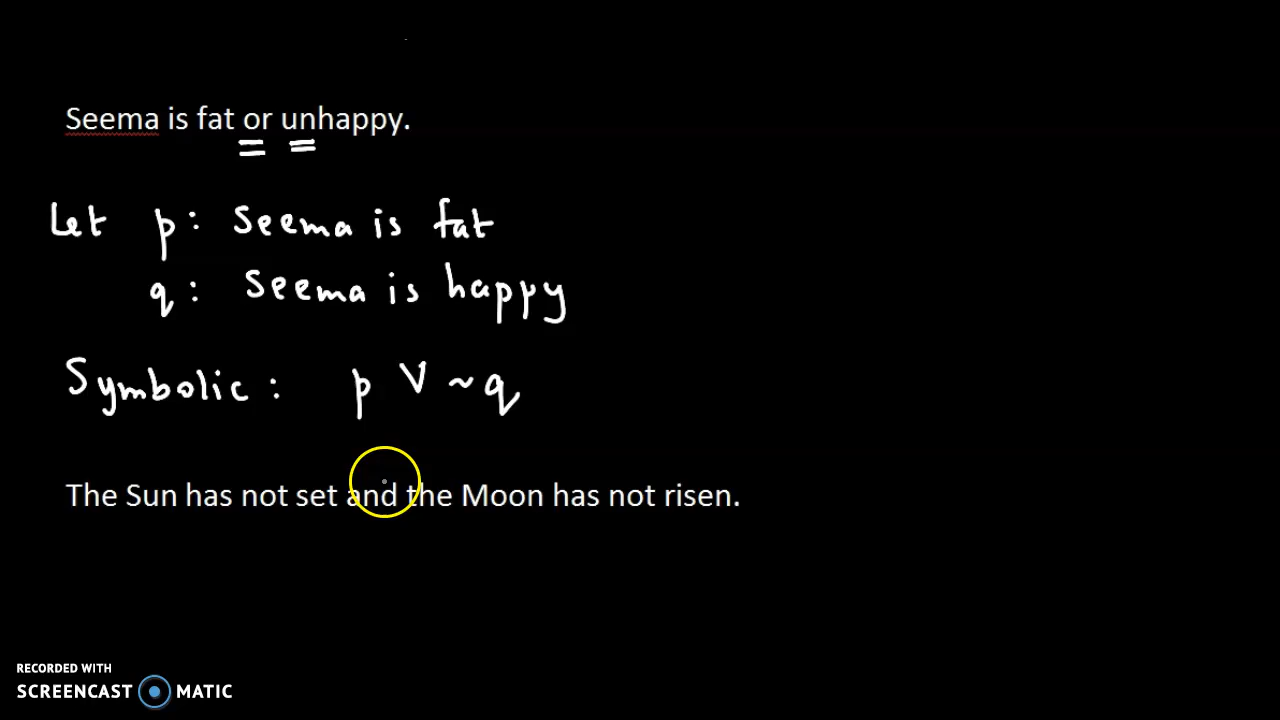 Seema is fat or unhappy.
Let p: Seema is fat
q: Seema is happy
Symbolic: p V ~q
The Sun has not set and the Moon has not risen.
RECORDED WITH
SCREENCAST MATIC